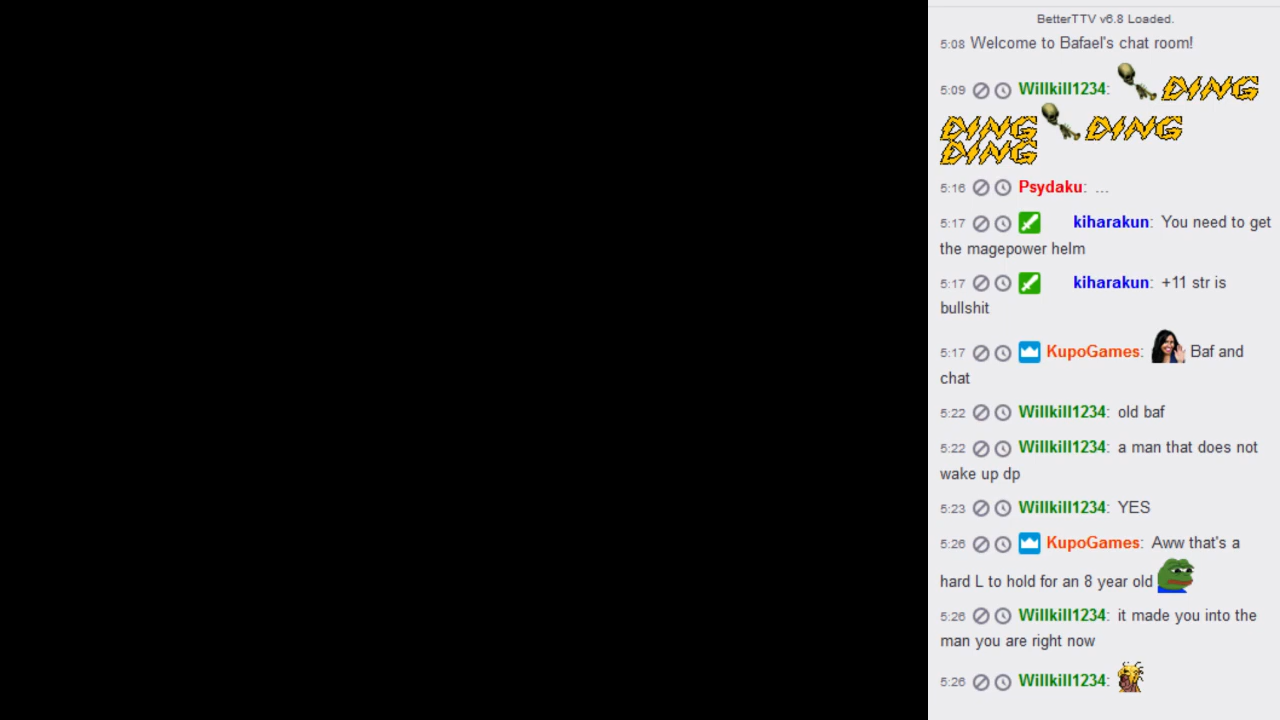 BetterTTV v6.8 Loaded.
5:08 Welcome to Bafael's chat room!
5:09 Willkill1234: DING
DING DING
DING
5:16 Psydaku: ...
5:17 kiharakun: You need to get
the magepower helm
5:17 kiharakun: +11 str is
bullshit
5:17 KupoGames: Baf and
chat
5:22 Willkill1234: old baf
5:22 Willkill1234: a man that does not
wake up dp
5:23 Willkill1234: YES
5:26 KupoGames: Aww that's a
hard L to hold for an 8 year old
5:26 Willkill1234: it made you into the
man you are right now
5:26 Willkill1234: